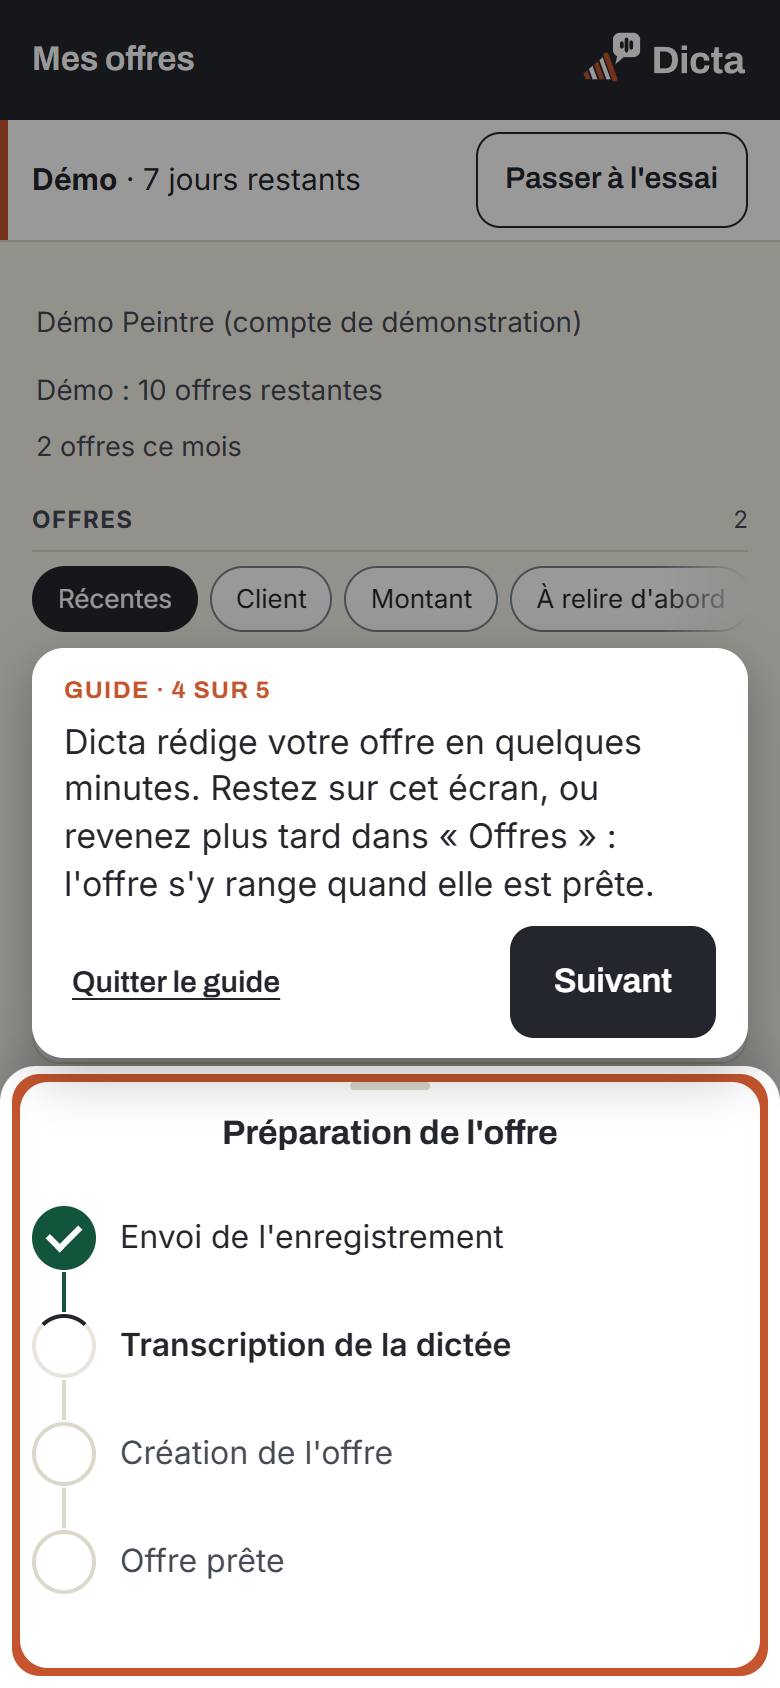 Mes offres
Dicta
Démo · 7 jours restants
Passer à l'essai
Démo Peintre (compte de démonstration)
Démo : 10 offres restantes
2 offres ce mois
OFFRES 2
Récentes Client Montant À relire d'abord
GUIDE · 4 SUR 5
Dicta rédige votre offre en quelques
minutes. Restez sur cet écran, ou
revenez plus tard dans « Offres » :
l'offre s'y range quand elle est prête.
Quitter le guide
Suivant
Préparation de l'offre
Envoi de l'enregistrement
Transcription de la dictée
Création de l'offre
Offre prête